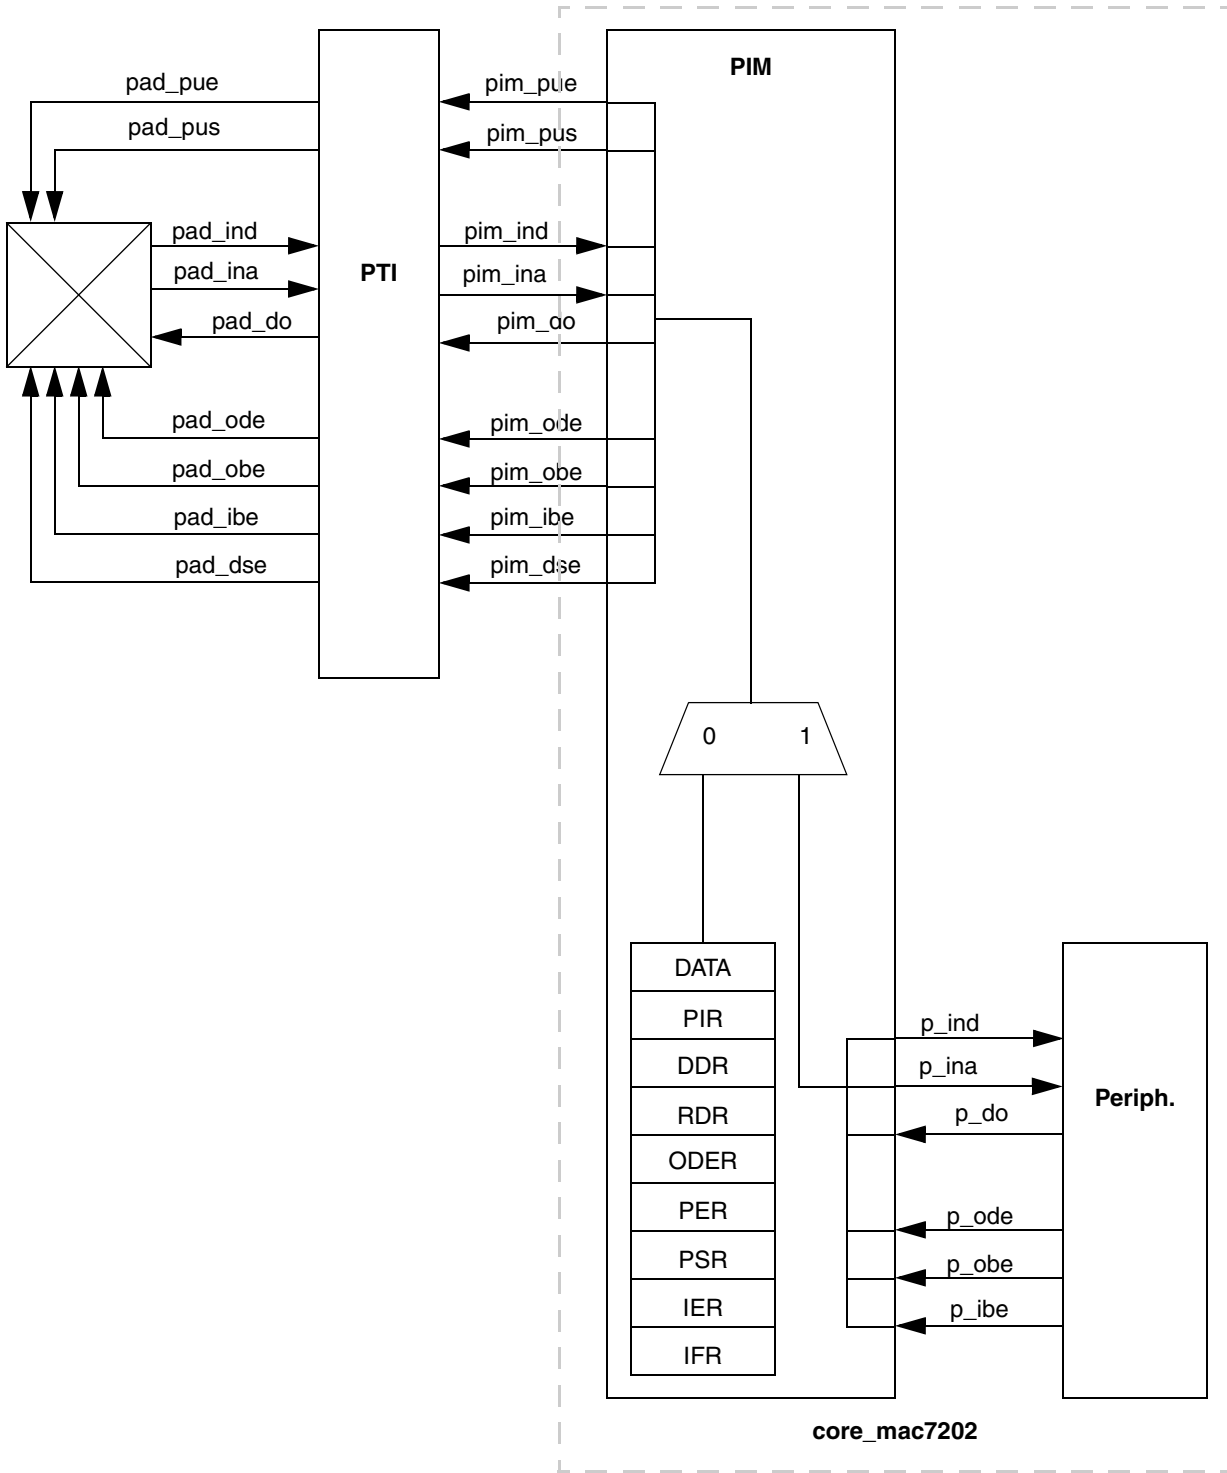 PIM
pad_pue
pim_pue
pad_pus
pim_pus
pad_ind
pim_ind
pad_ina
PTI
pim_ina
pad_do
pim_do
pad_ode
pim_ode
pad_obe
pim_obe
pad_ibe
pim_ibe
pad_dse
pim_dse
0 1
DATA
PIR
p_ind
DDR
p_ina
Periph.
RDR
p_do
ODER
PER
p_ode
PSR
p_obe
IER
p_ibe
IFR
core_mac7202